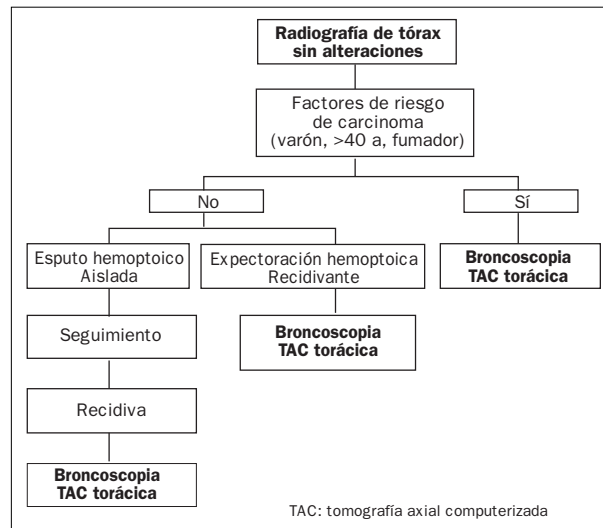 Radiografía de tórax
sin alteraciones
Factores de riesgo
de carcinoma
(varón, >40 a, fumador)
No
Sí
Esputo hemoptoico
Aislada
Expectoración hemoptoica
Recidivante
Broncoscopia
TAC torácica
Seguimiento
Broncoscopia
TAC torácica
Recidiva
Broncoscopia
TAC torácica
TAC: tomografía axial computerizada